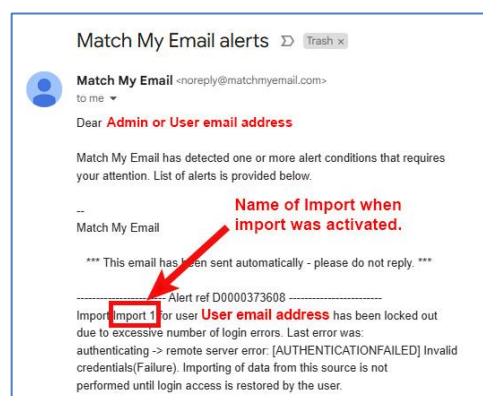 Match My Email alerts Trash x
Match My Email <noreply@matchmyemail.com>
to me
Dear Admin or User email address
Match My Email has detected one or more alert conditions that requires
your attention. List of alerts is provided below.
--
Match My Email
Name of Import when
import was activated.
*** This email has been sent automatically - please do not reply. ***
----------------------- Alert ref D0000373608 ------------------------
Import Import 1 for user User email address has been locked out
due to excessive number of login errors. Last error was:
authenticating -> remote server error: [AUTHENTICATIONFAILED] Invalid
credentials(Failure). Importing of data from this source is not
performed until login access is restored by the user.